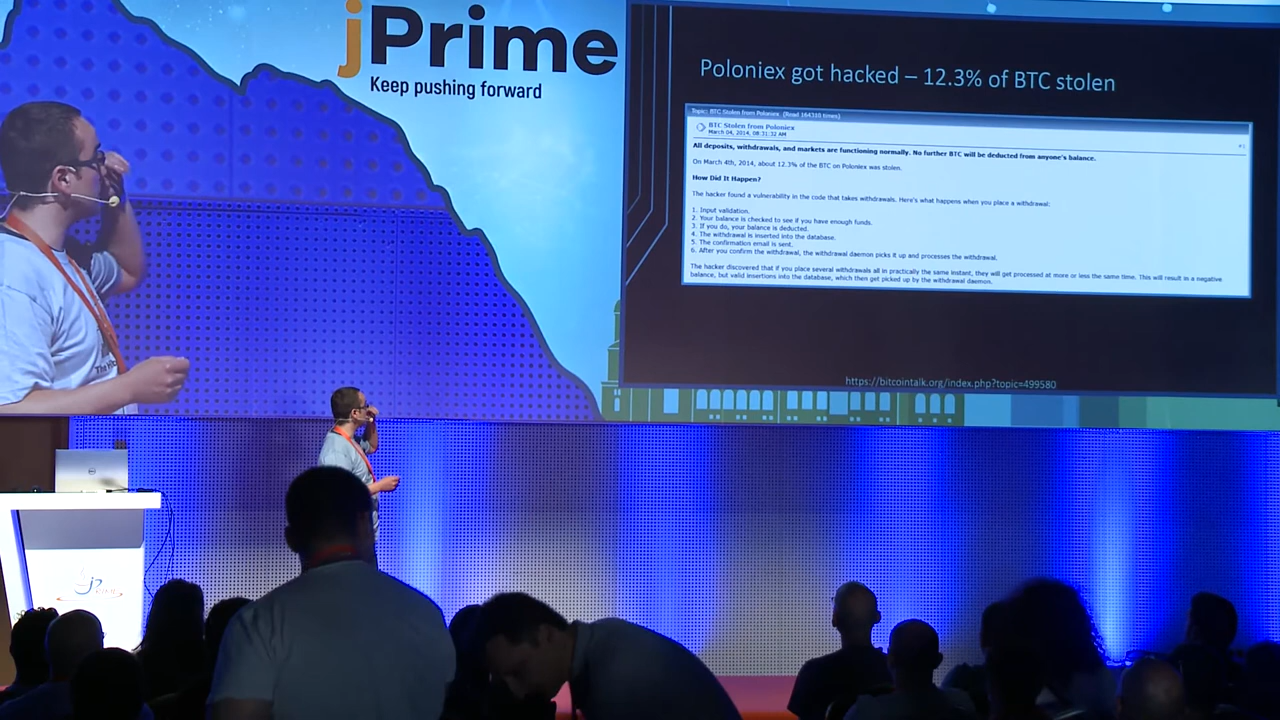 jPrime
Keep pushing forward
Poloniex got hacked – 12.3% of BTC stolen
Topic: BTC Stolen from Poloniex (Read 164310 times)
BTC Stolen from Poloniex
March 04, 2014, 08:31:32 AM
#1
All deposits, withdrawals, and markets are functioning normally. No further BTC will be deducted from anyone's balance.
On March 4th, 2014, about 12.3% of the BTC on Poloniex was stolen.
How Did It Happen?
The hacker found a vulnerability in the code that takes withdrawals. Here's what happens when you place a withdrawal:
1. Input validation.
2. Your balance is checked to see if you have enough funds.
3. If you do, your balance is deducted.
4. The withdrawal is inserted into the database.
5. The confirmation email is sent.
6. After you confirm the withdrawal, the withdrawal daemon picks it up and processes the withdrawal.
The hacker discovered that if you place several withdrawals all in practically the same instant, they will get processed at more or less the same time. This will result in a negative
balance, but valid insertions into the database, which then get picked up by the withdrawal daemon.
https://bitcointalk.org/index.php?topic=499580